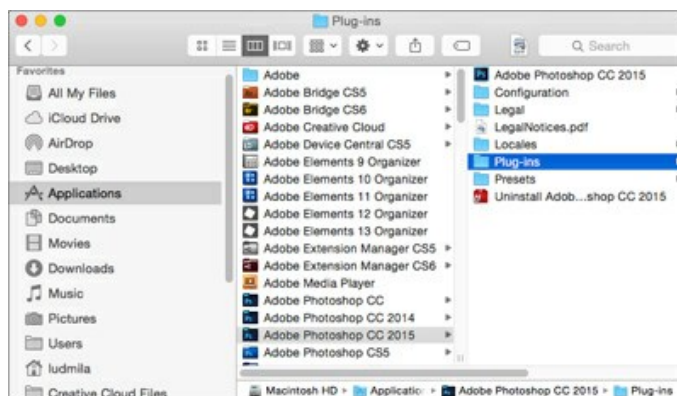 Plug-ins
Search
Favorites
All My Files
iCloud Drive
AirDrop
Desktop
Applications
Documents
Movies
Downloads
Music
Pictures
Users
ludmila
Creative Cloud Files
Adobe
Adobe Bridge CS5
Adobe Bridge CS6
Adobe Creative Cloud
Adobe Device Central CS5
Adobe Elements 9 Organizer
Adobe Elements 10 Organizer
Adobe Elements 11 Organizer
Adobe Elements 12 Organizer
Adobe Elements 13 Organizer
Adobe Extension Manager CS5
Adobe Extension Manager CS6
Adobe Media Player
Adobe Photoshop CC
Adobe Photoshop CC 2014
Adobe Photoshop CC 2015
Adobe Photoshop CS5
Adobe Photoshop CC 2015
Configuration
Legal
LegalNotices.pdf
Locales
Plug-ins
Presets
Uninstall Adob...shop CC 2015
Macintosh HD ▸ Applicatio ▸ Adobe Photoshop CC 2015 ▸ Plug-ins